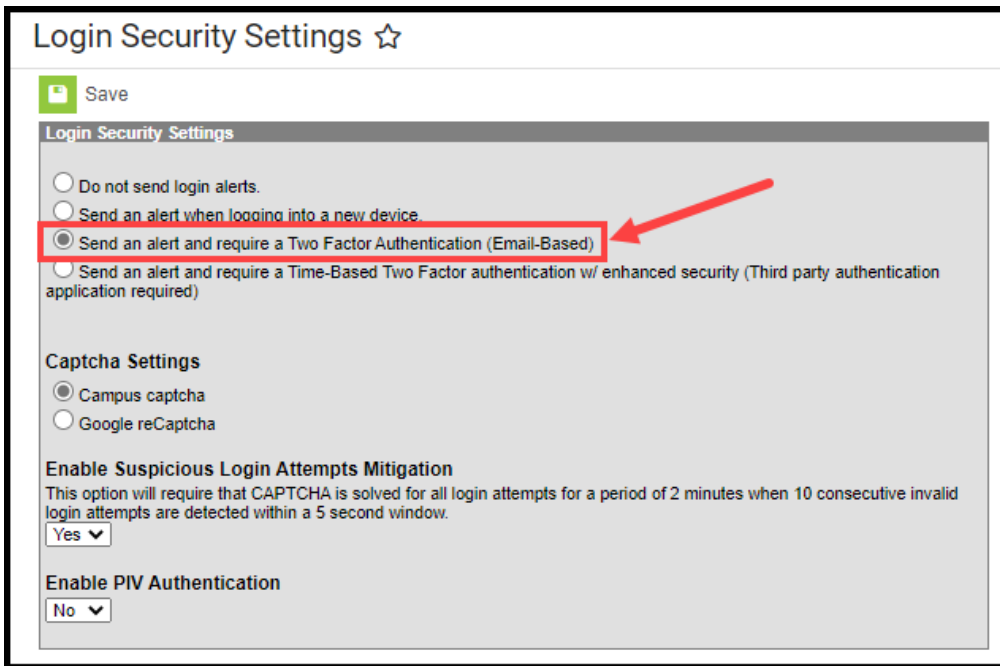 Login Security Settings
Save
Login Security Settings
Do not send login alerts.
Send an alert when logging into a new device.
Send an alert and require a Two Factor Authentication (Email-Based)
Send an alert and require a Time-Based Two Factor authentication w/ enhanced security (Third party authentication
application required)
Captcha Settings
Campus captcha
Google reCaptcha
Enable Suspicious Login Attempts Mitigation
This option will require that CAPTCHA is solved for all login attempts for a period of 2 minutes when 10 consecutive invalid
login attempts are detected within a 5 second window.
Yes
Enable PIV Authentication
No